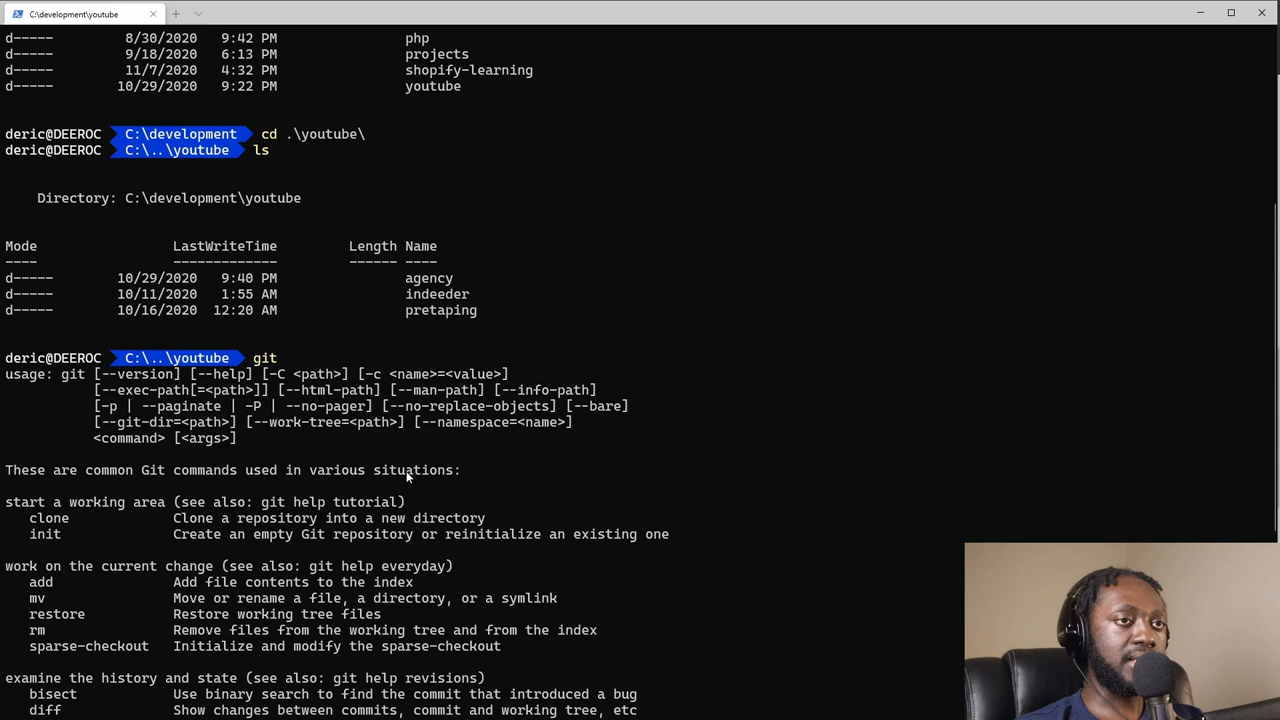 C:\development\youtube
d----- 8/30/2020 9:42 PM php
d----- 9/18/2020 6:13 PM projects
d----- 11/7/2020 4:32 PM shopify-learning
d----- 10/29/2020 9:22 PM youtube
deric@DEEROC C:\development cd .\youtube\
deric@DEEROC C:\..\youtube ls
Directory: C:\development\youtube
Mode LastWriteTime Length Name
---- ------------- ------ ----
d----- 10/29/2020 9:40 PM agency
d----- 10/11/2020 1:55 AM indeeder
d----- 10/16/2020 12:20 AM pretaping
deric@DEEROC C:\..\youtube git
usage: git [--version] [--help] [-C <path>] [-c <name>=<value>]
[--exec-path[=<path>]] [--html-path] [--man-path] [--info-path]
[-p | --paginate | -P | --no-pager] [--no-replace-objects] [--bare]
[--git-dir=<path>] [--work-tree=<path>] [--namespace=<name>]
<command> [<args>]
These are common Git commands used in various situations:
start a working area (see also: git help tutorial)
clone Clone a repository into a new directory
init Create an empty Git repository or reinitialize an existing one
work on the current change (see also: git help everyday)
add Add file contents to the index
mv Move or rename a file, a directory, or a symlink
restore Restore working tree files
rm Remove files from the working tree and from the index
sparse-checkout Initialize and modify the sparse-checkout
examine the history and state (see also: git help revisions)
bisect Use binary search to find the commit that introduced a bug
diff Show changes between commits, commit and working tree, etc